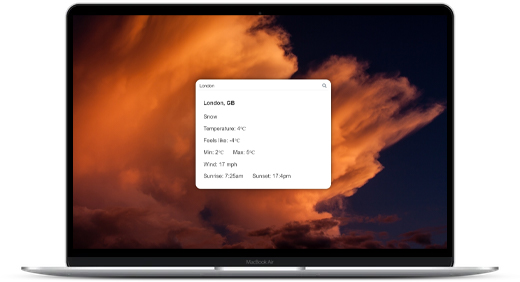 London
London, GB
Snow
Temperature: 4°C
Feels like: -4°C
Min: 2°C Max: 5°C
Wind: 17 mph
Sunrise: 7:25am Sunset: 17:4pm
MacBook Air